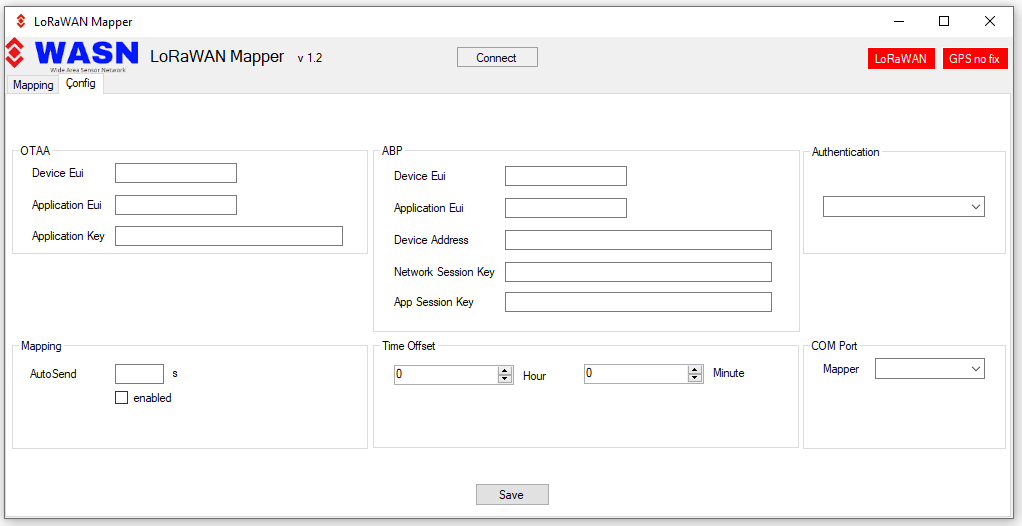 LoRaWAN Mapper
WASN
Wide Area Sensor Network
LoRaWAN Mapper v 1.2
Connect
LoRaWAN
GPS no fix
Mapping
Config
OTAA
Device Eui
Application Eui
Application Key
ABP
Device Eui
Application Eui
Device Address
Network Session Key
App Session Key
Authentication
Mapping
AutoSend s
enabled
Time Offset
0 Hour 0 Minute
COM Port
Mapper
Save